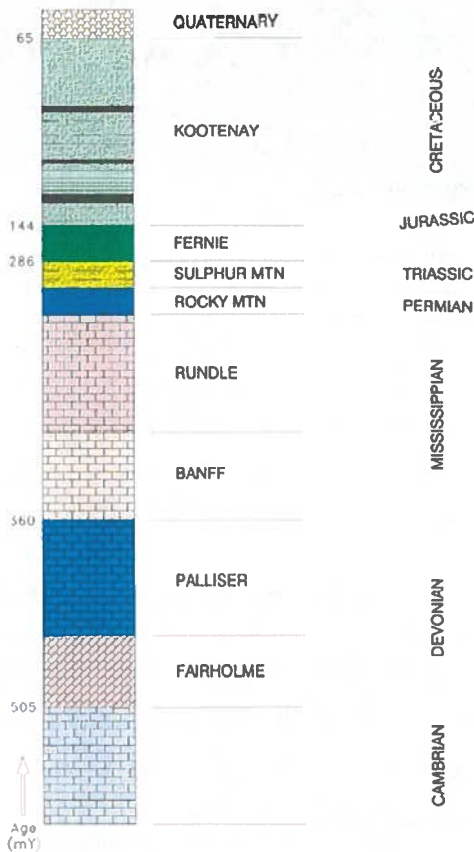 QUATERNARY
65
KOOTENAY
CRETACEOUS
144
JURASSIC
FERNIE
286
SULPHUR MTN
TRIASSIC
ROCKY MTN
PERMIAN
RUNDLE
MISSISSIPPIAN
BANFF
360
PALLISER
DEVONIAN
FAIRHOLME
505
CAMBRIAN
Age
(mY)